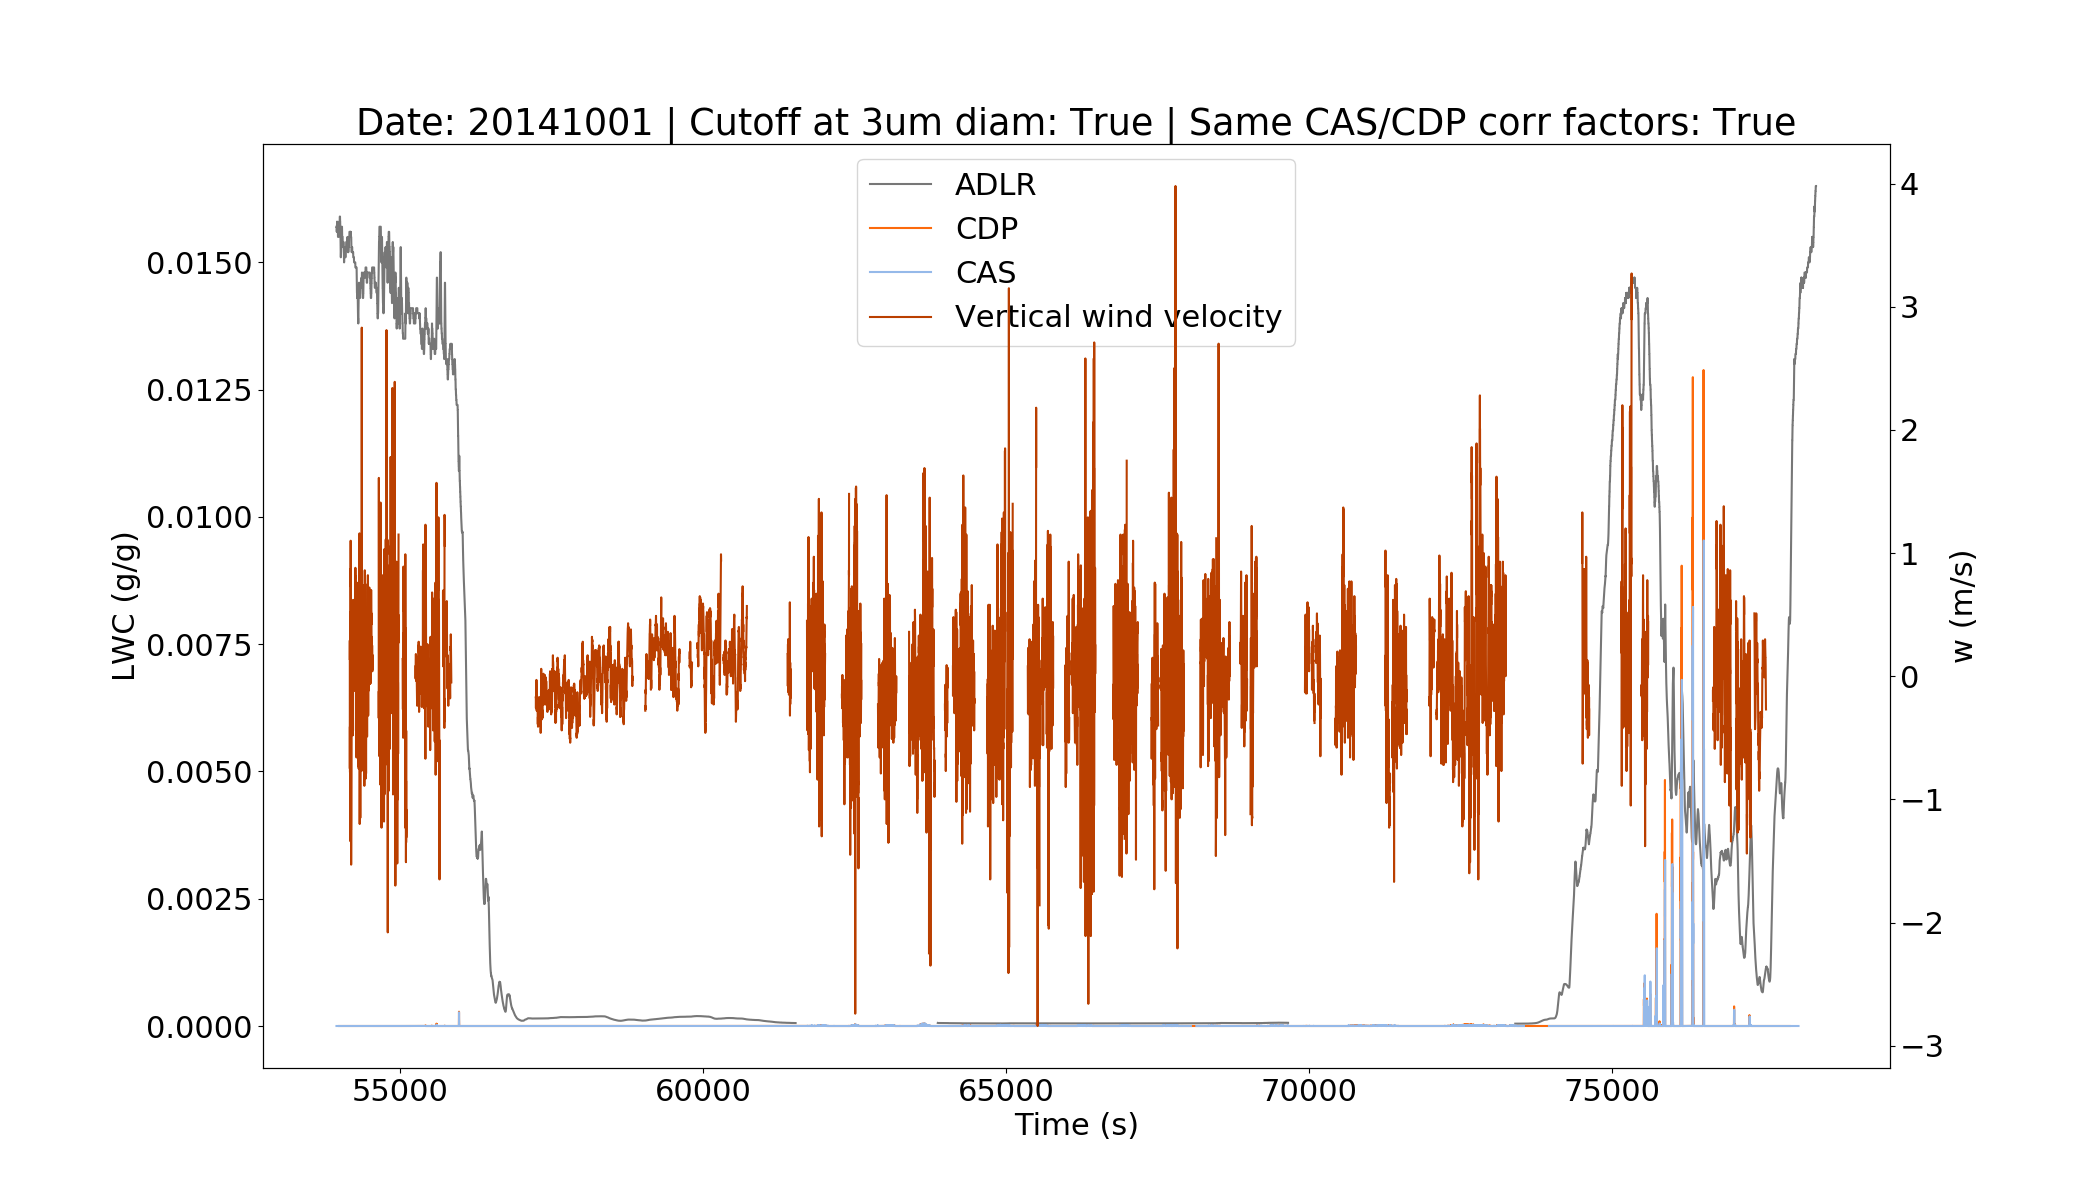 Date: 20141001 | Cutoff at 3um diam: True | Same CAS/CDP corr factors: True
ADLR
CDP
CAS
Vertical wind velocity
0.0150
0.0125
0.0100
0.0075
0.0050
0.0025
0.0000
LWC (g/g)
4
3
2
1
0
−1
−2
−3
w (m/s)
55000 60000 65000 70000 75000
Time (s)